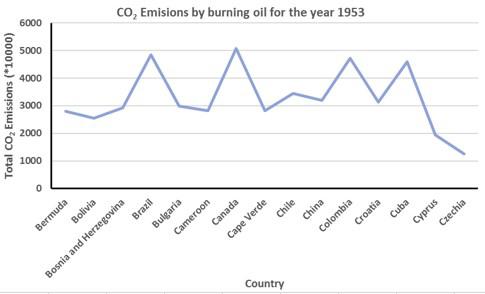 CO₂ Emisions by burning oil for the year 1953
Total CO₂ Emissions (*10000)
6000
5000
4000
3000
2000
1000
0
Bermuda
Bolivia
Bosnia and Herzegovina
Brazil
Bulgaria
Cameroon
Canada
Cape Verde
Chile
China
Colombia
Croatia
Cuba
Cyprus
Czechia
Country